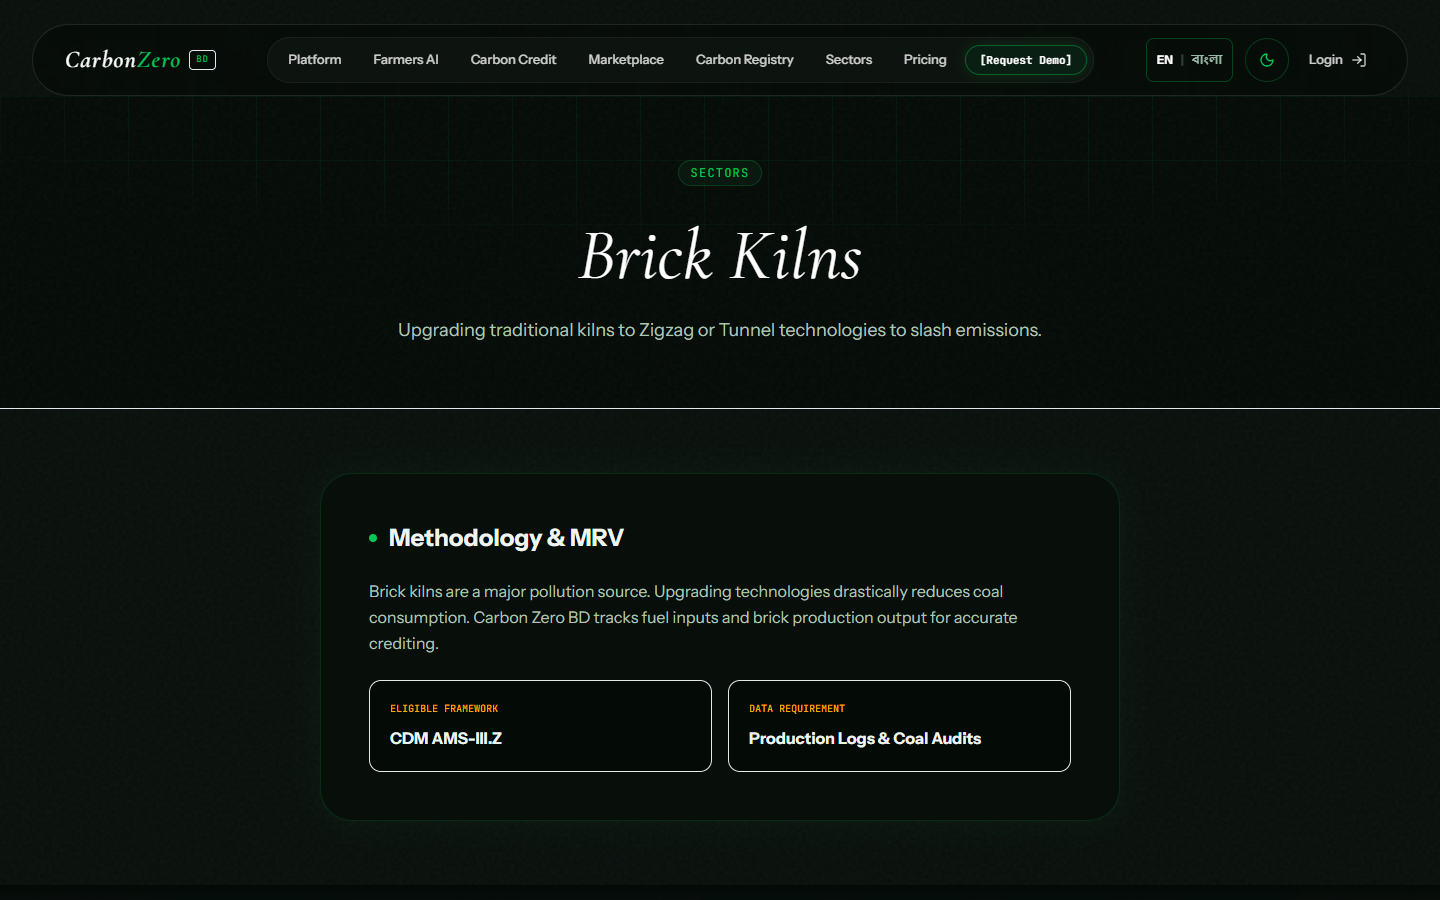 CarbonZero BD
Platform
Farmers AI
Carbon Credit
Marketplace
Carbon Registry
Sectors
Pricing
[Request Demo]
EN | বাংলা
Login
SECTORS
Brick Kilns
Upgrading traditional kilns to Zigzag or Tunnel technologies to slash emissions.
Methodology & MRV
Brick kilns are a major pollution source. Upgrading technologies drastically reduces coal
consumption. Carbon Zero BD tracks fuel inputs and brick production output for accurate
crediting.
ELIGIBLE FRAMEWORK
CDM AMS-III.Z
DATA REQUIREMENT
Production Logs & Coal Audits